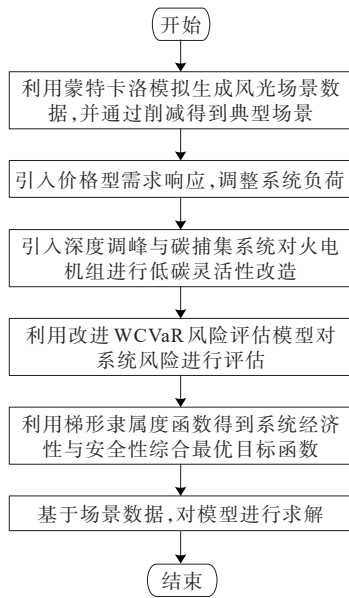 开始
利用蒙特卡洛模拟生成风光场景数
据,并通过削减得到典型场景
引入价格型需求响应,调整系统负荷
引入深度调峰与碳捕集系统对火电
机组进行低碳灵活性改造
利用改进WCVaR风险评估模型对
系统风险进行评估
利用梯形隶属度函数得到系统经济
性与安全性综合最优目标函数
基于场景数据,对模型进行求解
结束